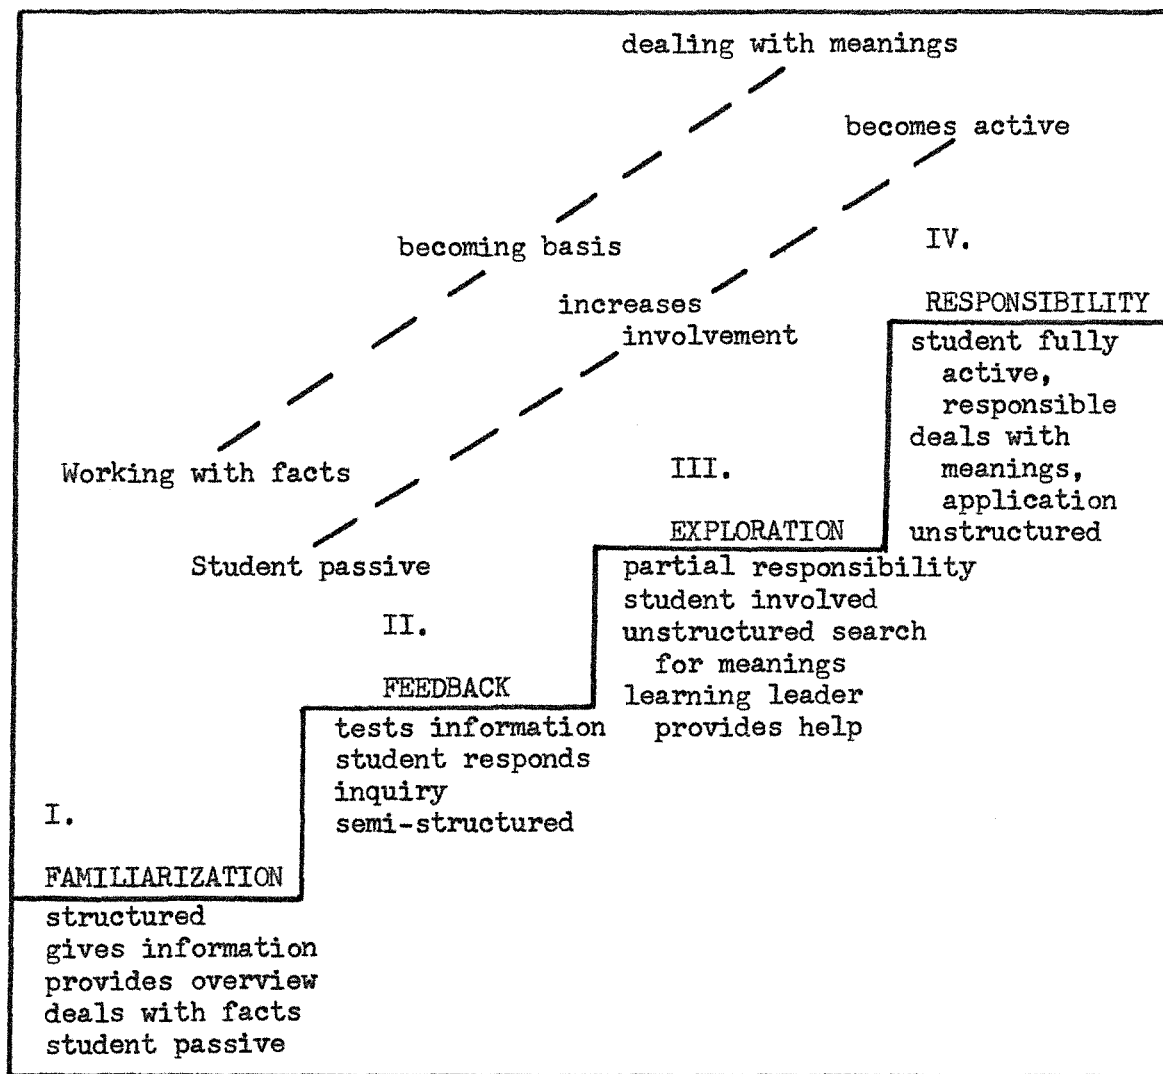 dealing with meanings
becomes active
becoming basis
increases
involvement
Working with facts
Student passive
I.
FAMILIARIZATION
structured
gives information
provides overview
deals with facts
student passive
II.
FEEDBACK
tests information
student responds
inquiry
semi-structured
III.
EXPLORATION
partial responsibility
student involved
unstructured search
for meanings
learning leader
provides help
IV.
RESPONSIBILITY
student fully
active,
responsible
deals with
meanings,
application
unstructured